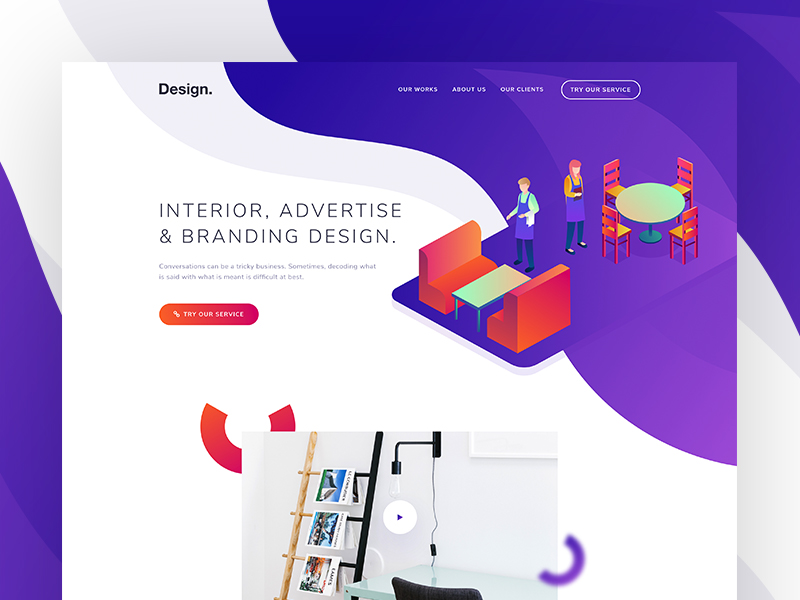 Design.
OUR WORKS ABOUT US OUR CLIENTS TRY OUR SERVICE
INTERIOR, ADVERTISE
& BRANDING DESIGN.
Conversations can be a tricky business. Sometimes, decoding what
is said with what is meant is difficult at best.
TRY OUR SERVICE